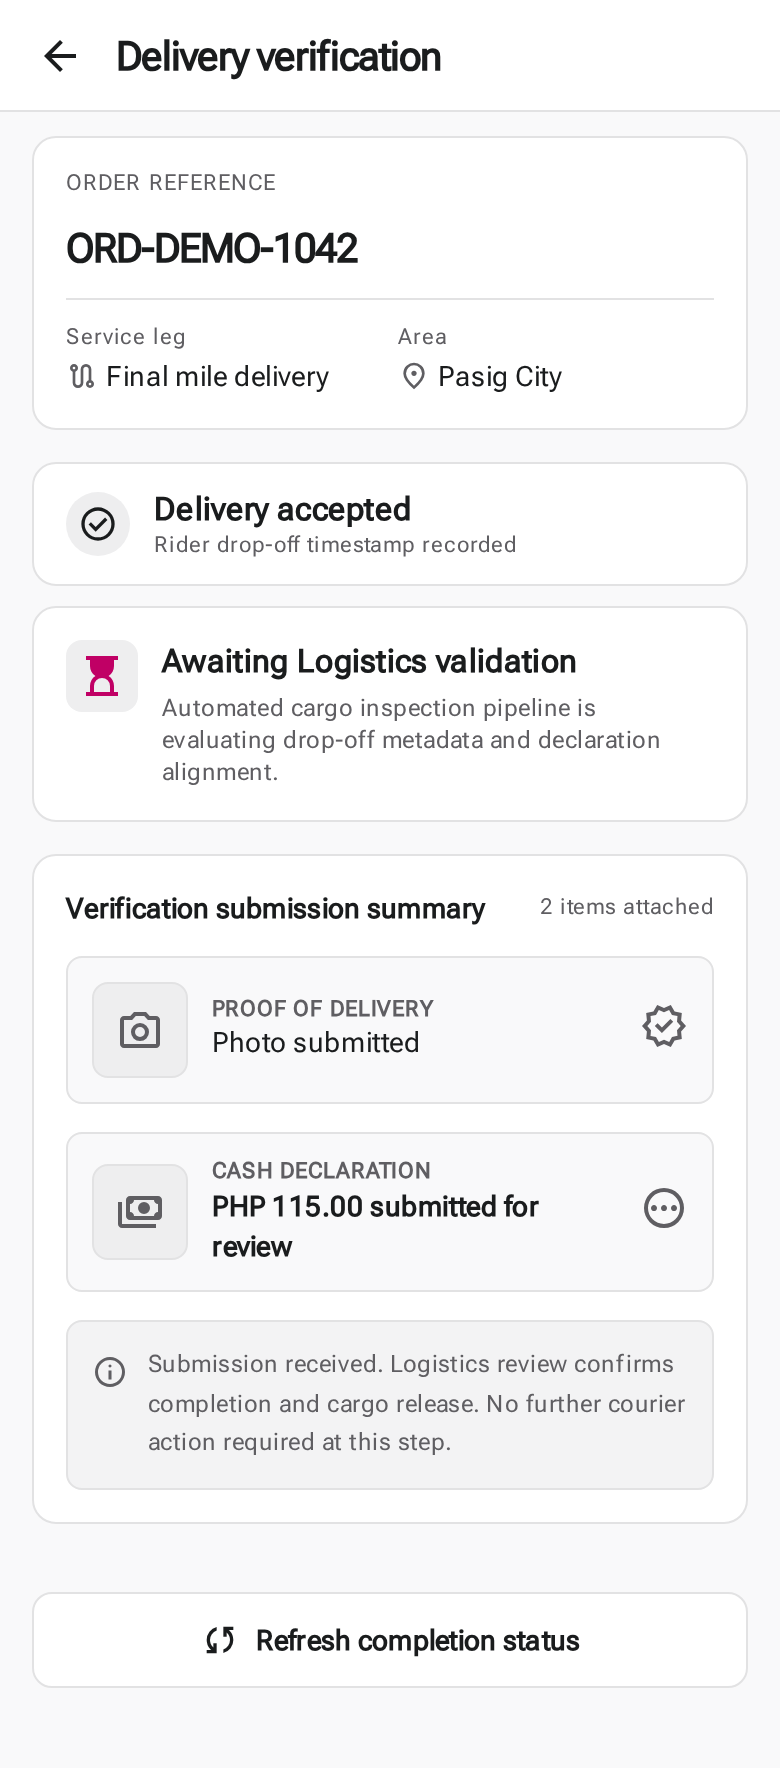 Delivery verification
ORDER REFERENCE
ORD-DEMO-1042
Service leg
Final mile delivery
Area
Pasig City
Delivery accepted
Rider drop-off timestamp recorded
Awaiting Logistics validation
Automated cargo inspection pipeline is
evaluating drop-off metadata and declaration
alignment.
Verification submission summary
2 items attached
PROOF OF DELIVERY
Photo submitted
CASH DECLARATION
PHP 115.00 submitted for
review
Submission received. Logistics review confirms
completion and cargo release. No further courier
action required at this step.
Refresh completion status